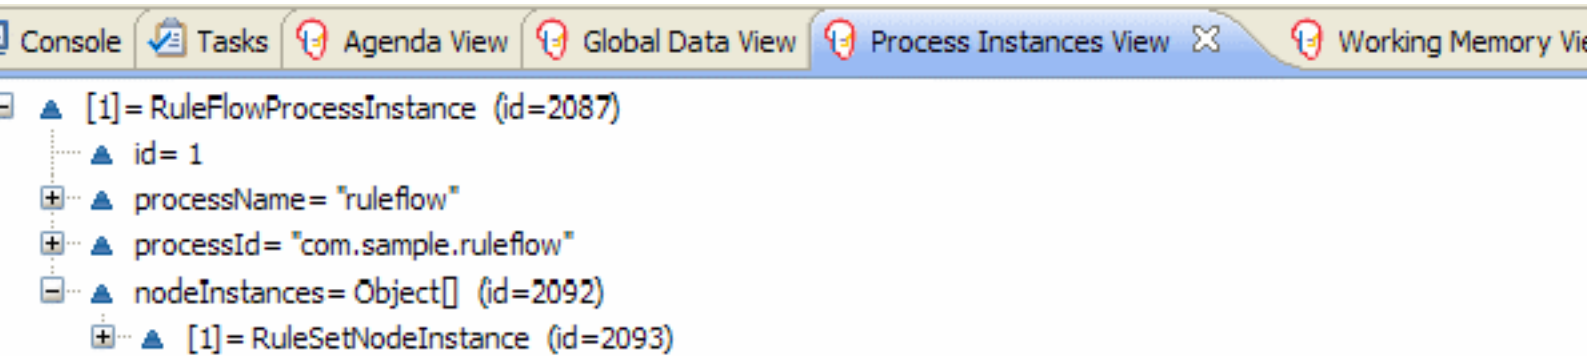 Console Tasks Agenda View Global Data View Process Instances View Working Memory
[1]= RuleFlowProcessInstance (id=2087)
id= 1
processName= "ruleflow"
processId= "com.sample.ruleflow"
nodeInstances= Object[] (id=2092)
[1]= RuleSetNodeInstance (id=2093)